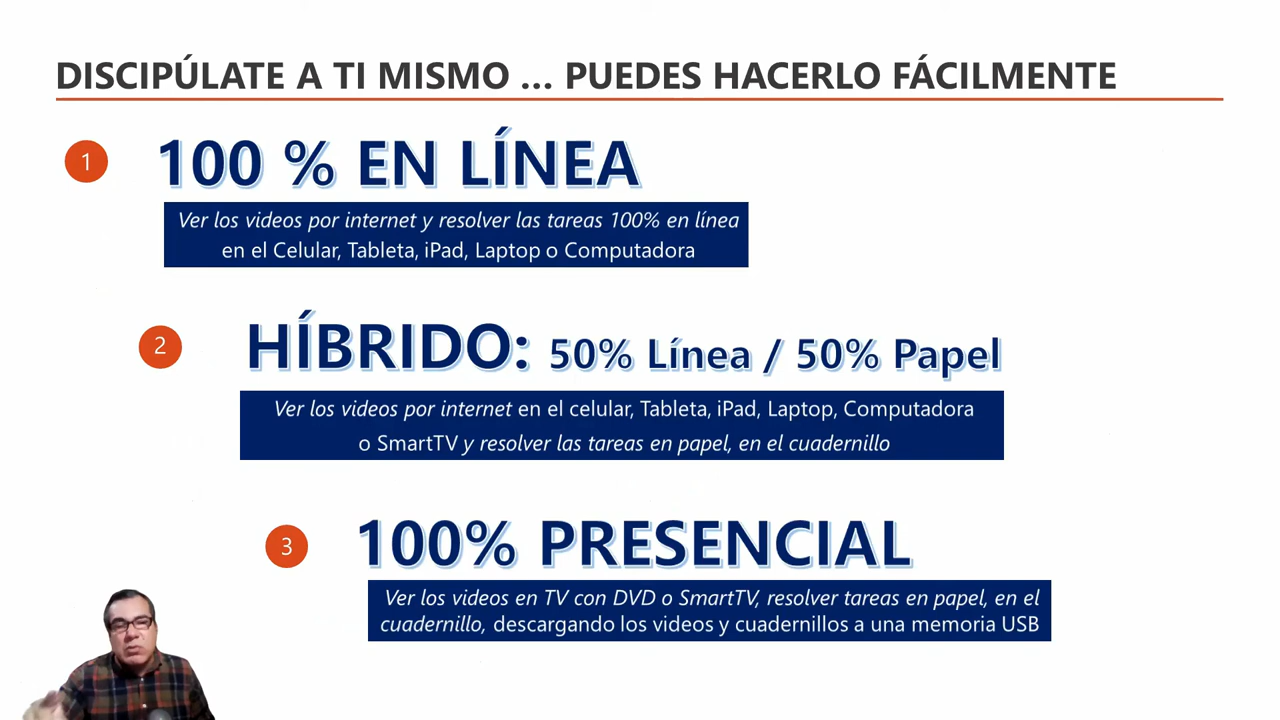 DISCIPÚLATE A TI MISMO ... PUEDES HACERLO FÁCILMENTE
1
100 % EN LÍNEA
Ver los videos por internet y resolver las tareas 100% en línea
en el Celular, Tableta, iPad, Laptop o Computadora
2
HÍBRIDO: 50% Línea / 50% Papel
Ver los videos por internet en el celular, Tableta, iPad, Laptop, Computadora
o SmartTV y resolver las tareas en papel, en el cuadernillo
3
100% PRESENCIAL
Ver los videos en TV con DVD o SmartTV, resolver tareas en papel, en el
cuadernillo, descargando los videos y cuadernillos a una memoria USB